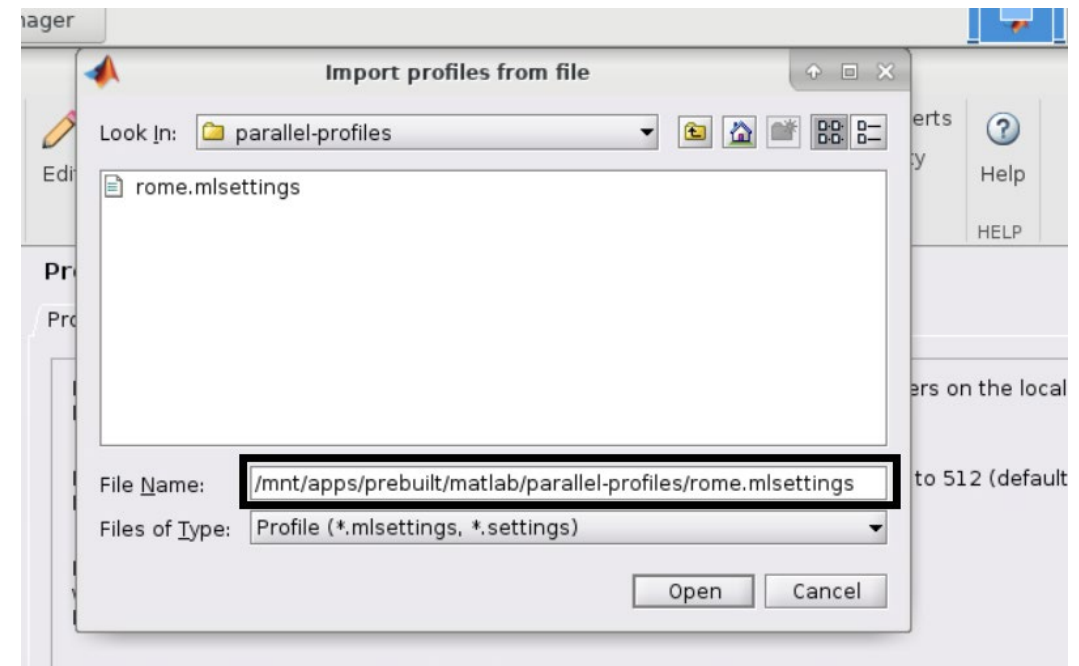 nager
Import profiles from file
Look In: parallel-profiles
erts
Edi
ty
Help
rome.mlsettings
HELP
Pr
Pro
ers on the local
File Name: /mnt/apps/prebuilt/matlab/parallel-profiles/rome.mlsettings
to 512 (default
Files of Type: Profile (*.mlsettings, *.settings)
Open Cancel